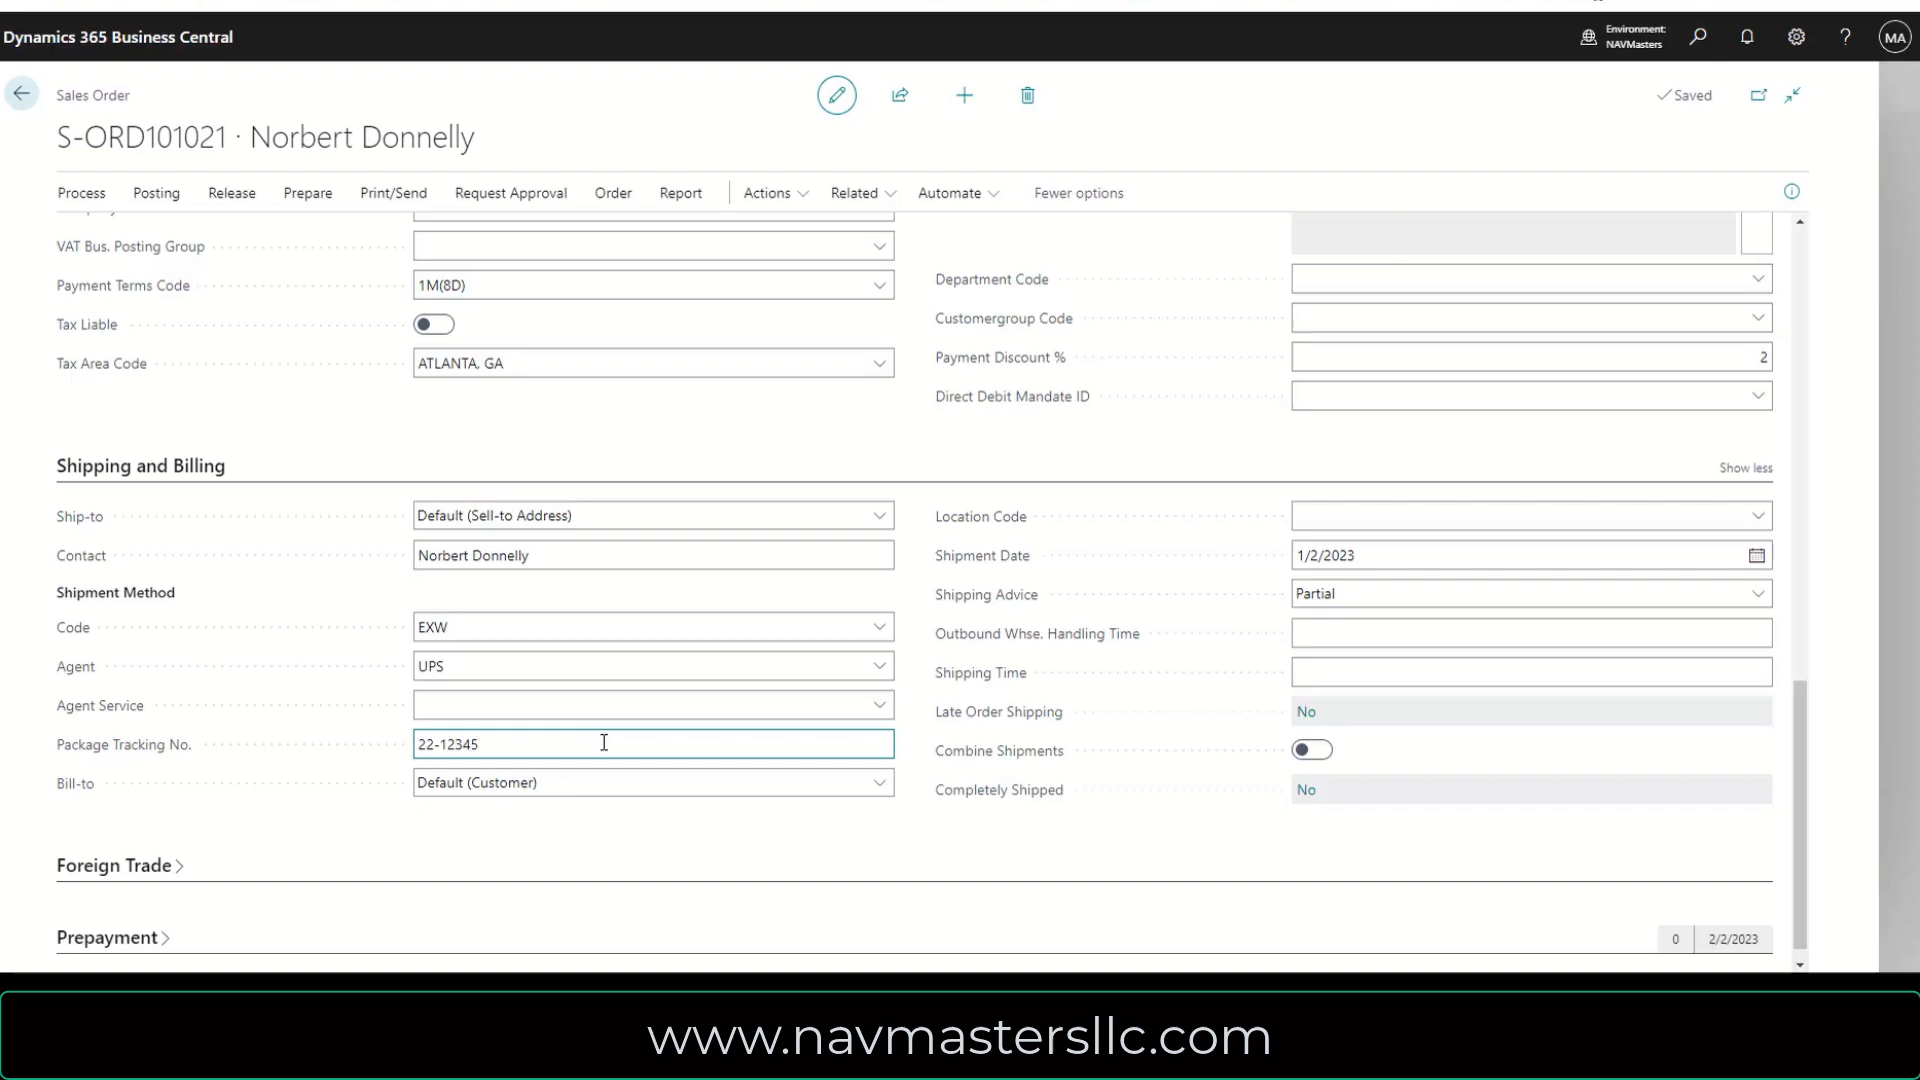 Dynamics 365 Business Central
Environment:
NAVMasters
?
MA
Sales Order
Saved
S-ORD101021 · Norbert Donnelly
Process
Posting
Release
Prepare
Print/Send
Request Approval
Order
Report
Actions
Related
Automate
Fewer options
VAT Bus. Posting Group
Payment Terms Code
1M(8D)
Tax Liable
Tax Area Code
ATLANTA, GA
Department Code
Customergroup Code
Payment Discount %
2
Direct Debit Mandate ID
Shipping and Billing
Show less
Ship-to
Default (Sell-to Address)
Contact
Norbert Donnelly
Shipment Method
Code
EXW
Agent
UPS
Agent Service
Package Tracking No.
22-12345
Bill-to
Default (Customer)
Location Code
Shipment Date
1/2/2023
Shipping Advice
Partial
Outbound Whse. Handling Time
Shipping Time
Late Order Shipping
No
Combine Shipments
Completely Shipped
No
Foreign Trade
Prepayment
0
2/2/2023
www.navmastersllc.com